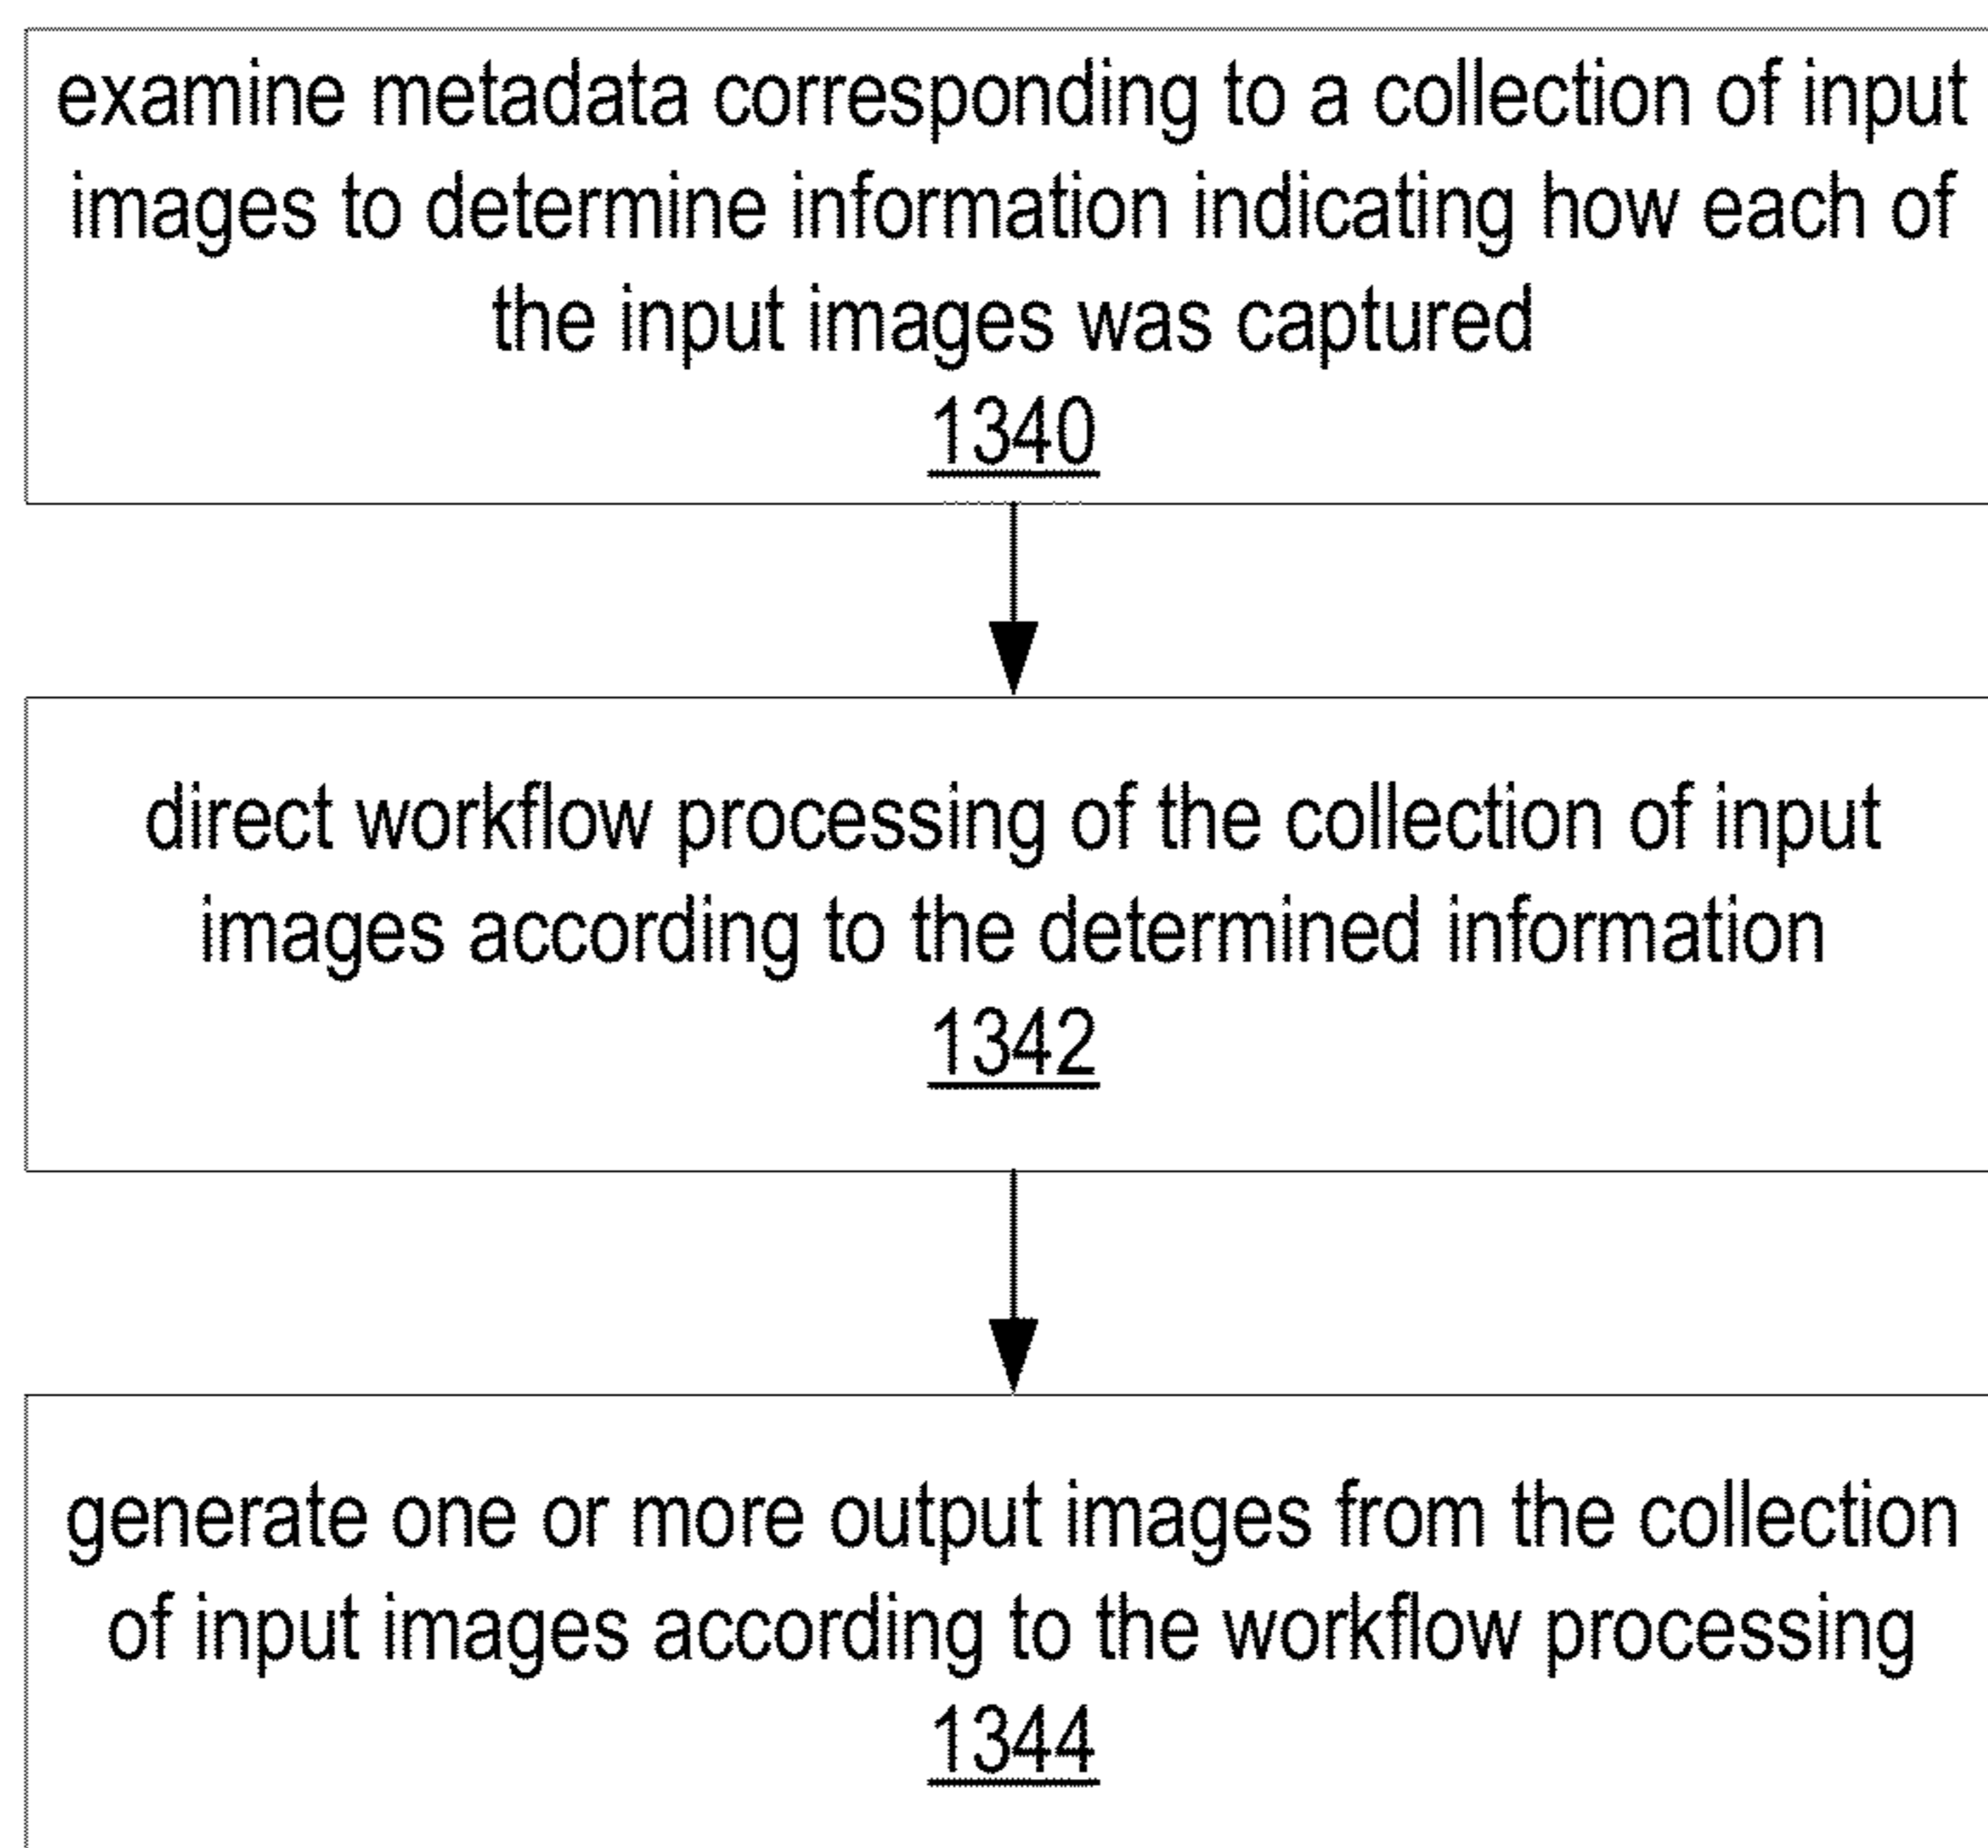 examine metadata corresponding to a collection of input
images to determine information indicating how each of
the input images was captured
1340
direct workflow processing of the collection of input
images according to the determined information
1342
generate one or more output images from the collection
of input images according to the workflow processing
1344